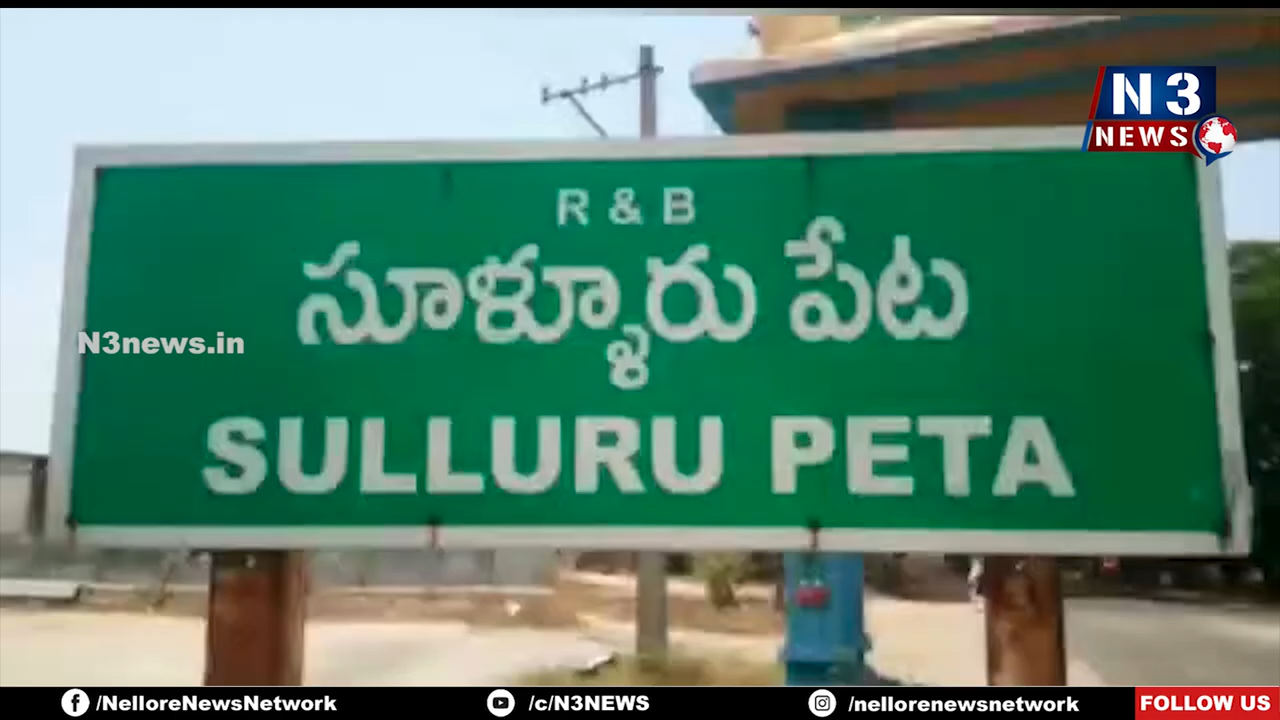 N3
NEWS
R & B
సూళ్ళూరు పేట
N3news.in
SULLURU PETA
/NelloreNewsNetwork
/c/N3NEWS
/nellorenewsnetwork
FOLLOW US